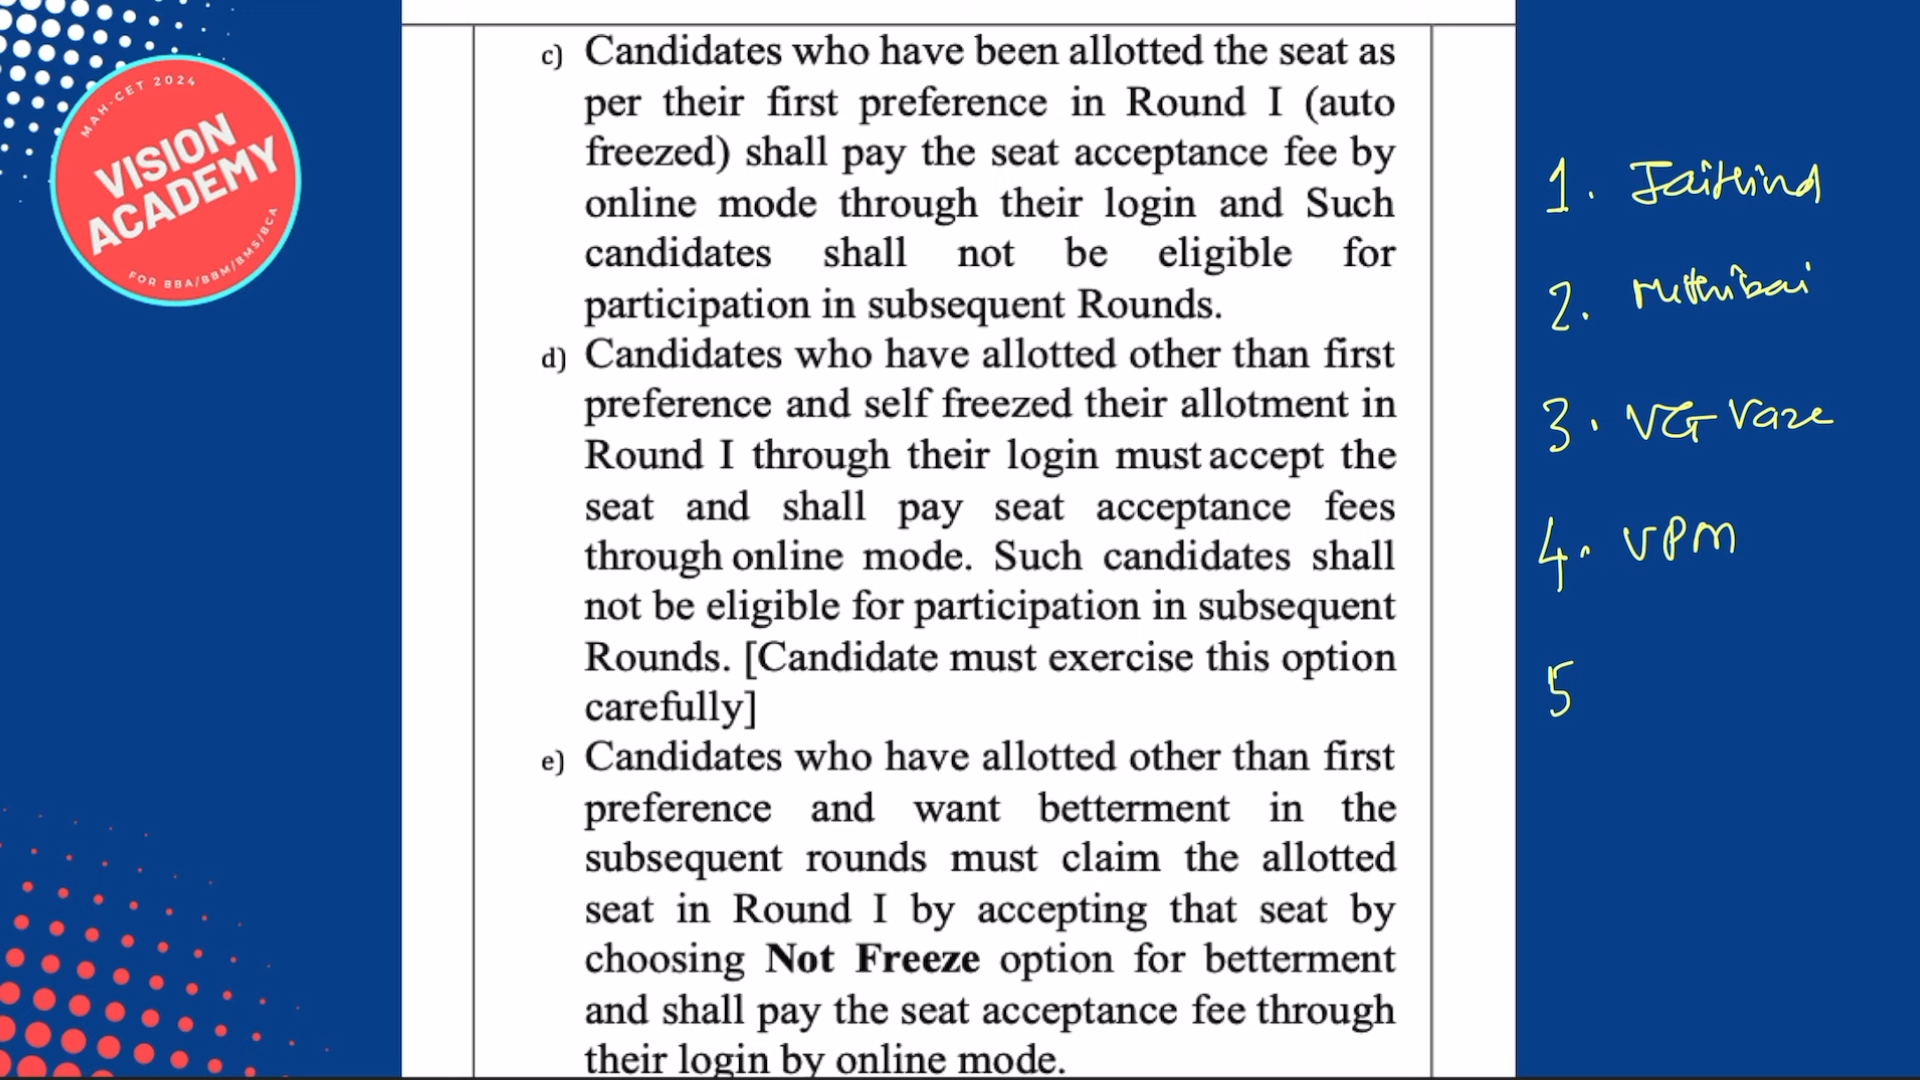 MAH-CET 2024
VISION
ACADEMY
FOR BBA/BBM/BMS/BCA
c) Candidates who have been allotted the seat as
per their first preference in Round I (auto
freezed) shall pay the seat acceptance fee by
online mode through their login and Such
candidates shall not be eligible for
participation in subsequent Rounds.
d) Candidates who have allotted other than first
preference and self freezed their allotment in
Round I through their login must accept the
seat and shall pay seat acceptance fees
through online mode. Such candidates shall
not be eligible for participation in subsequent
Rounds. [Candidate must exercise this option
carefully]
e) Candidates who have allotted other than first
preference and want betterment in the
subsequent rounds must claim the allotted
seat in Round I by accepting that seat by
choosing Not Freeze option for betterment
and shall pay the seat acceptance fee through
their login by online mode.
1. Jaihind
2. Mithibai
3. VG Vaze
4. VPM
5